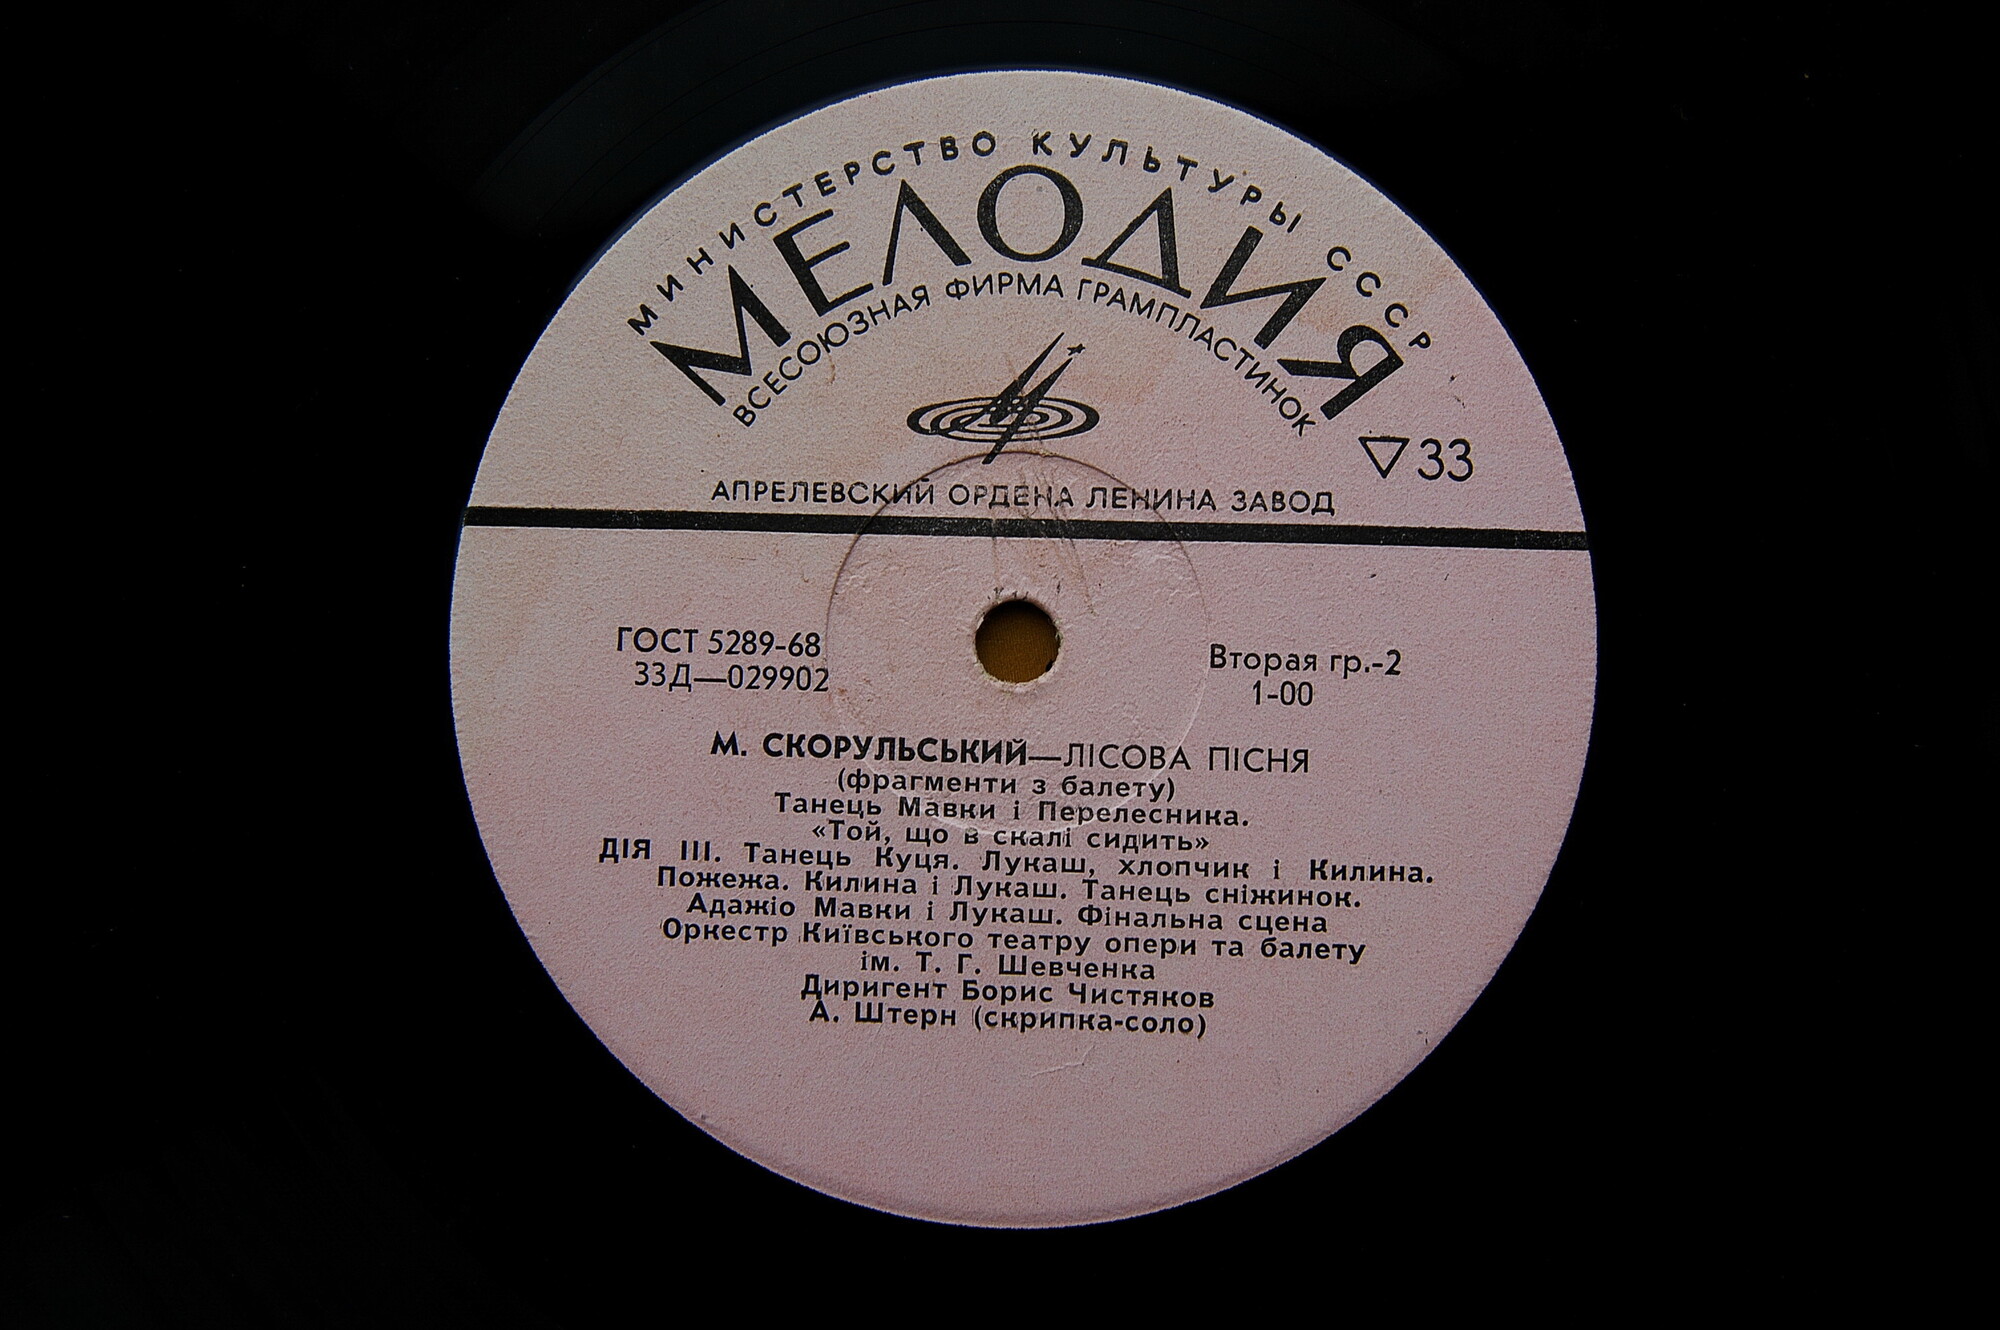 МИНИСТЕРСТВО КУЛЬТУРЫ СССР
МЕЛОДИЯ
ВСЕСОЮЗНАЯ ФИРМА ГРАМПЛАСТИНОК
▽33
АПРЕЛЕВСКИЙ ОРДЕНА ЛЕНИНА ЗАВОД
ГОСТ 5289-68
33Д—029902
Вторая гр.-2
1-00
М. СКОРУЛЬСЬКИЙ—ЛІСОВА ПІСНЯ
(фрагменти з балету)
Танець Мавки і Перелесника.
«Той, що в скалі сидить»
ДІЯ III. Танець Куця. Лукаш, хлопчик і Килина.
Пожежа. Килина і Лукаш. Танець сніжинок.
Адажіо Мавки і Лукаш. Фінальна сцена
Оркестр Київського театру опери та балету
ім. Т. Г. Шевченка
Диригент Борис Чистяков
А. Штерн (скрипка-соло)